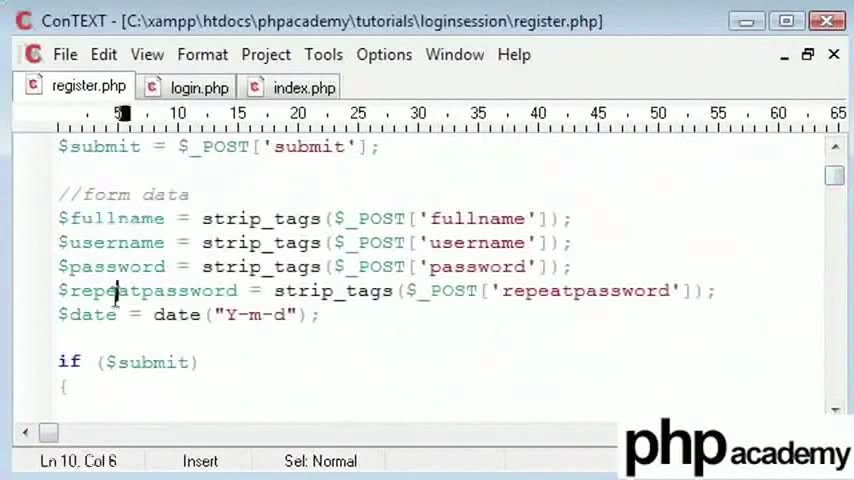 ConTEXT - [C:\xampp\htdocs\phpacademy\tutorials\loginsession\register.php]
File Edit View Format Project Tools Options Window Help
register.php login.php index.php
5 10 15 20 25 30 35 40 45 50 55 60 65
$submit = $_POST['submit'];
//form data
$fullname = strip_tags($_POST['fullname']);
$username = strip_tags($_POST['username']);
$password = strip_tags($_POST['password']);
$repeatpassword = strip_tags($_POST['repeatpassword']);
$date = date("Y-m-d");
if ($submit)
{
Ln 10, Col 6 Insert Sel: Normal
php academy